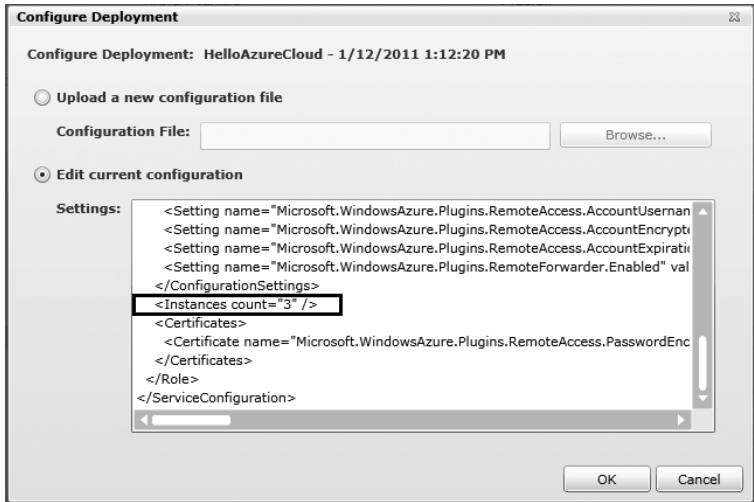 Configure Deployment
Configure Deployment: HelloAzureCloud - 1/12/2011 1:12:20 PM
Upload a new configuration file
Configuration File:
Browse...
Edit current configuration
Settings:
<Setting name="Microsoft.WindowsAzure.Plugins.RemoteAccess.AccountUsernan
<Setting name="Microsoft.WindowsAzure.Plugins.RemoteAccess.AccountEncrypte
<Setting name="Microsoft.WindowsAzure.Plugins.RemoteAccess.AccountExpiratic
<Setting name="Microsoft.WindowsAzure.Plugins.RemoteForwarder.Enabled" val
</ConfigurationSettings>
<Instances count="3" />
<Certificates>
<Certificate name="Microsoft.WindowsAzure.Plugins.RemoteAccess.PasswordEnc
</Certificates>
</Role>
</ServiceConfiguration>
OK Cancel